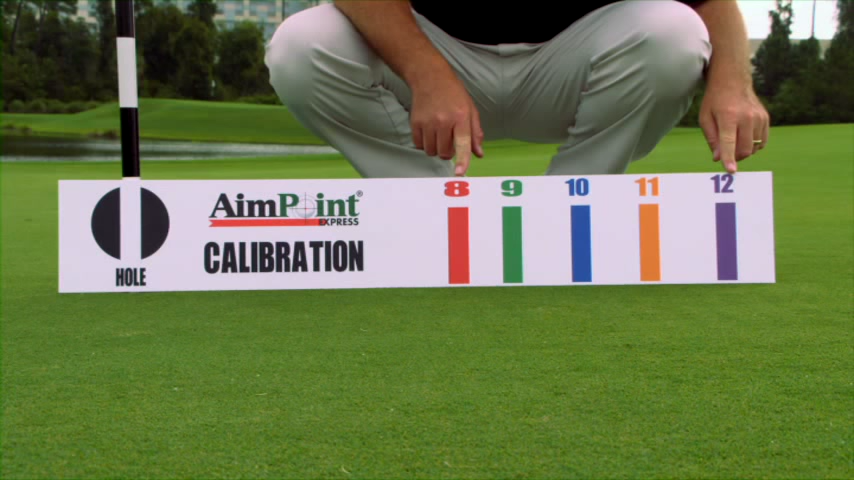 AimPoint®
EXPRESS
CALIBRATION
HOLE
8 9 10 11 12